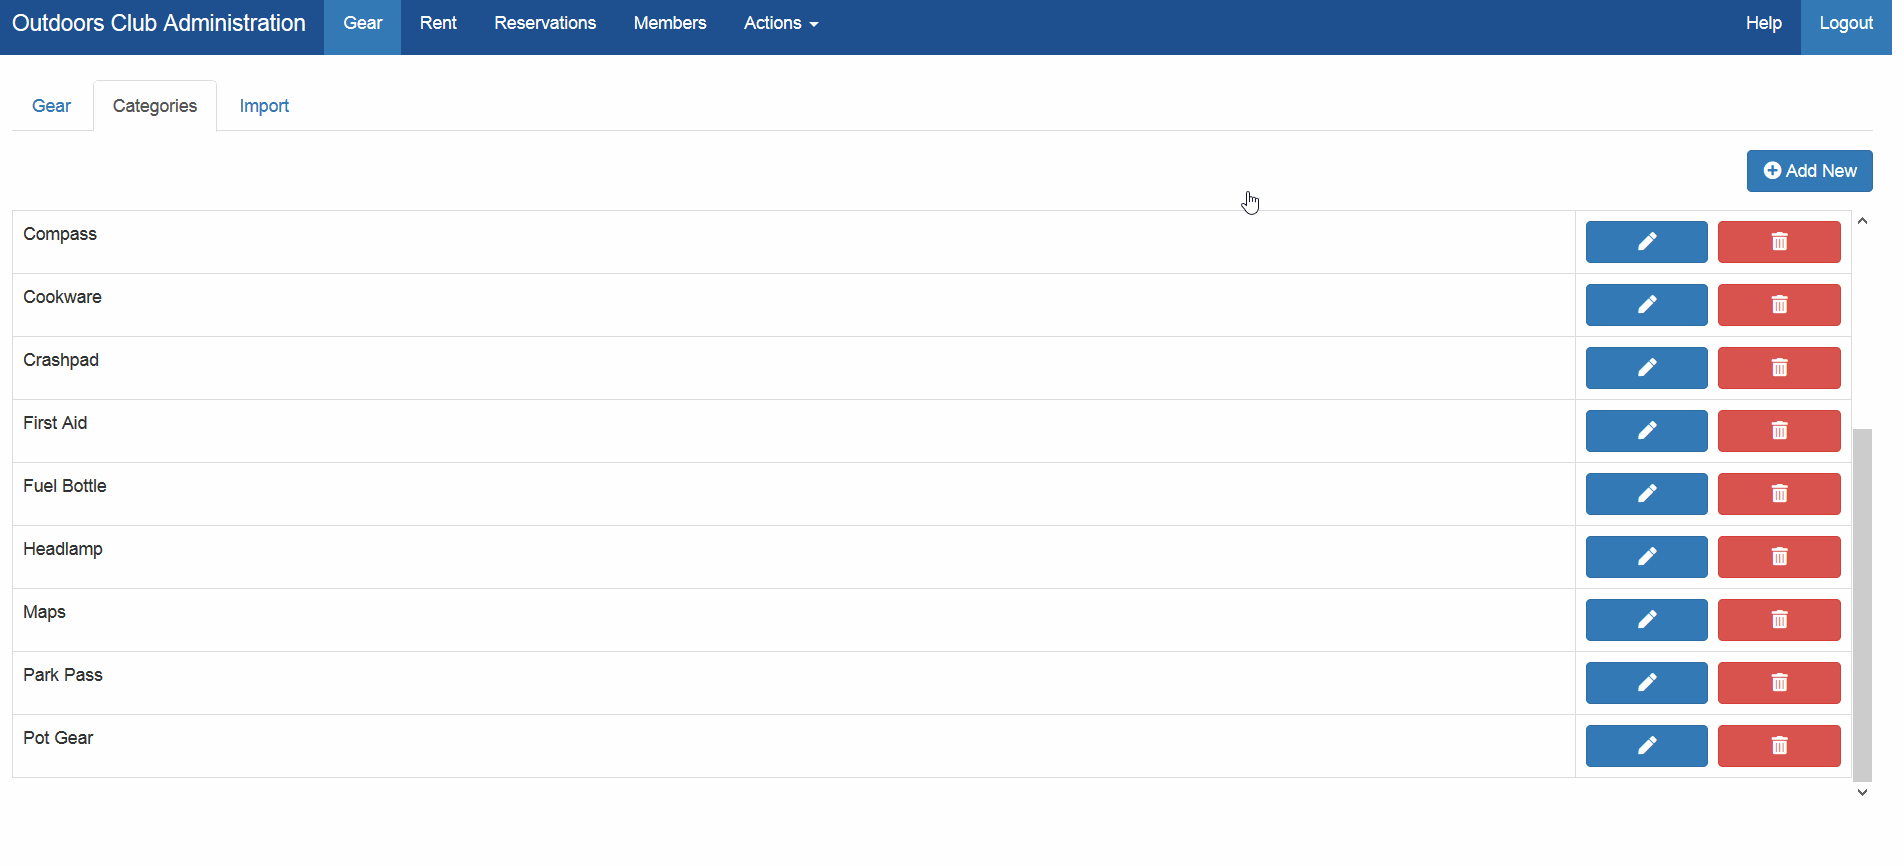 Outdoors Club Administration Gear Rent Reservations Members Actions Help Logout
Gear Categories Import
Add New
Compass
Cookware
Crashpad
First Aid
Fuel Bottle
Headlamp
Maps
Park Pass
Pot Gear